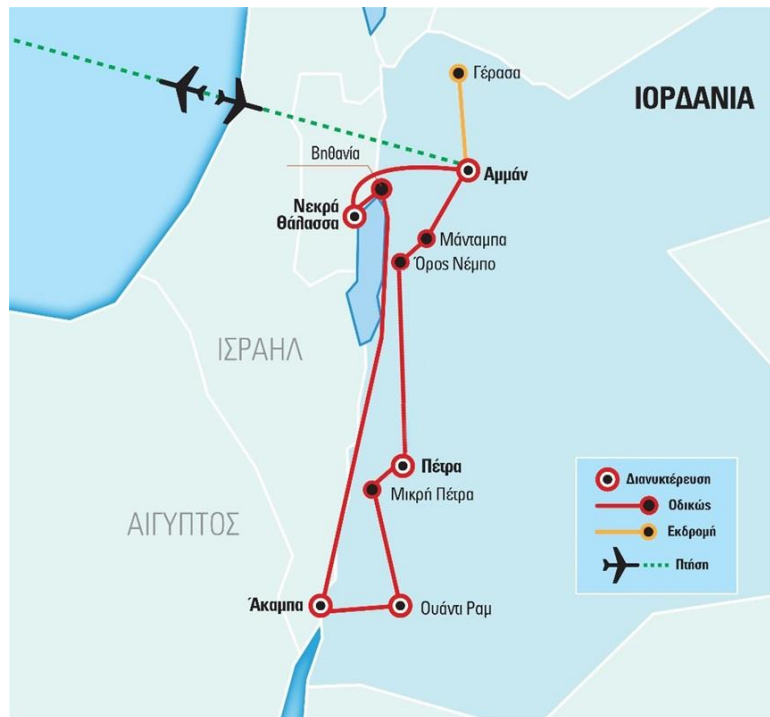 Γέρασα
ΙΟΡΔΑΝΙΑ
Βηθανία
Αμμάν
Νεκρά
Θάλασσα
Μάνταμπα
Όρος Νέμπο
ΙΣΡΑΗΛ
Πέτρα
Μικρή Πέτρα
ΑΙΓΥΠΤΟΣ
Άκαμπα
Ουάντι Ραμ
Διανυκτέρευση
Οδικώς
Εκδρομή
Πτήση